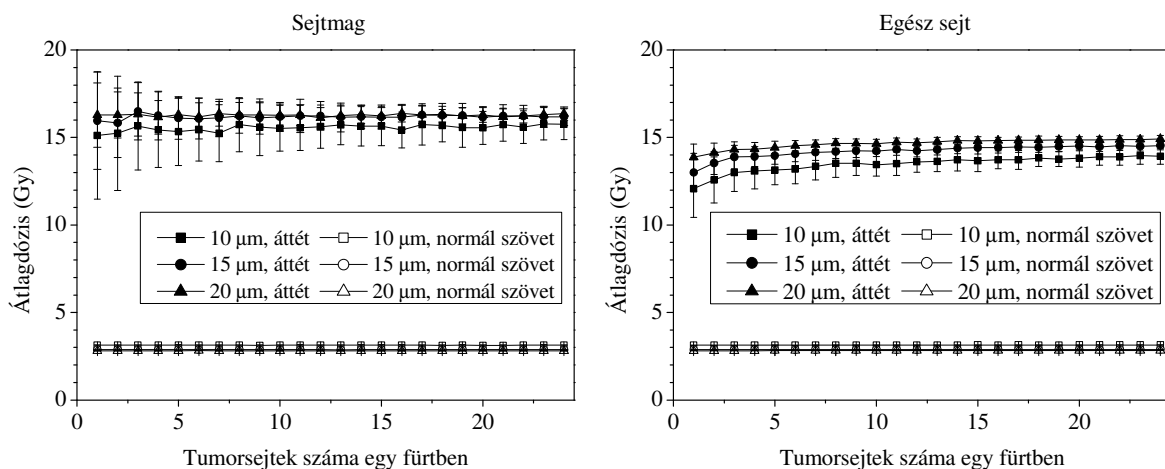 Sejtmag
20
15
10
5
0
Átlagdózis (Gy)
10 µm, áttét
10 µm, normál szövet
15 µm, áttét
15 µm, normál szövet
20 µm, áttét
20 µm, normál szövet
0 5 10 15 20
Tumorsejtek száma egy fürtben
Egész sejt
20
15
10
5
0
Átlagdózis (Gy)
10 µm, áttét
10 µm, normál szövet
15 µm, áttét
15 µm, normál szövet
20 µm, áttét
20 µm, normál szövet
0 5 10 15 20
Tumorsejtek száma egy fürtben